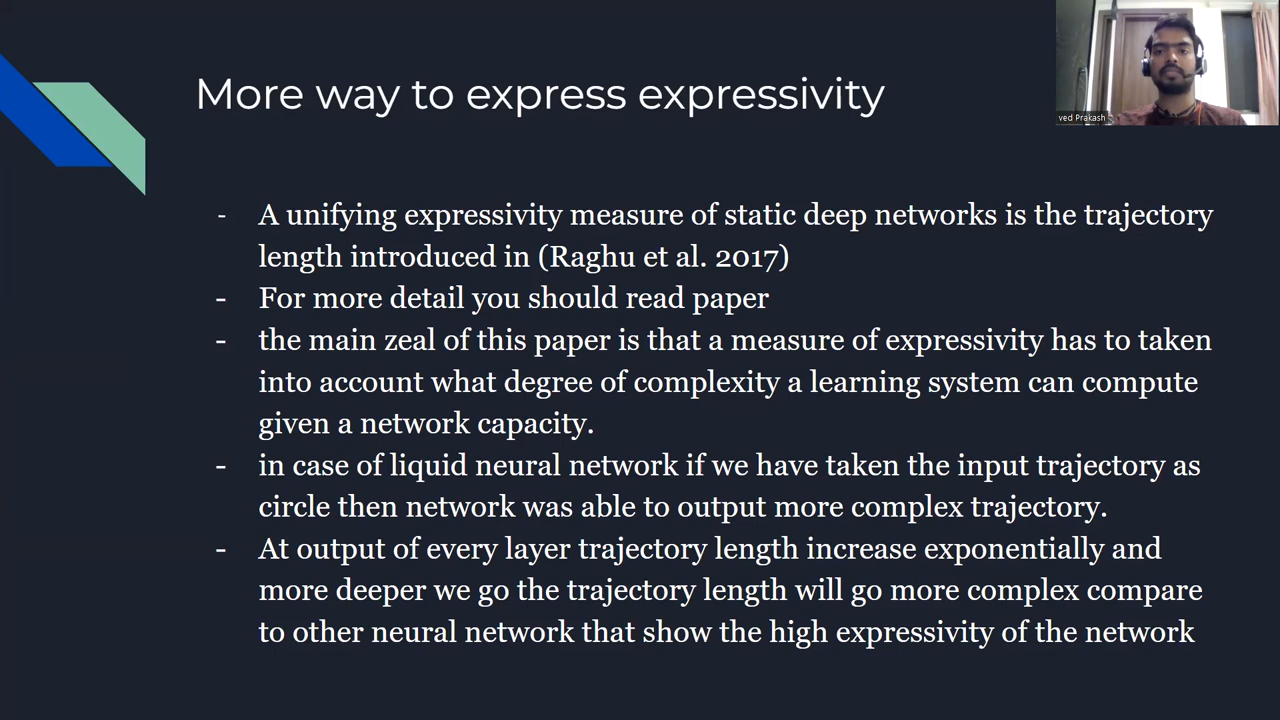 More way to express expressivity
ved Prakash
- A unifying expressivity measure of static deep networks is the trajectory
length introduced in (Raghu et al. 2017)
- For more detail you should read paper
- the main zeal of this paper is that a measure of expressivity has to taken
into account what degree of complexity a learning system can compute
given a network capacity.
- in case of liquid neural network if we have taken the input trajectory as
circle then network was able to output more complex trajectory.
- At output of every layer trajectory length increase exponentially and
more deeper we go the trajectory length will go more complex compare
to other neural network that show the high expressivity of the network